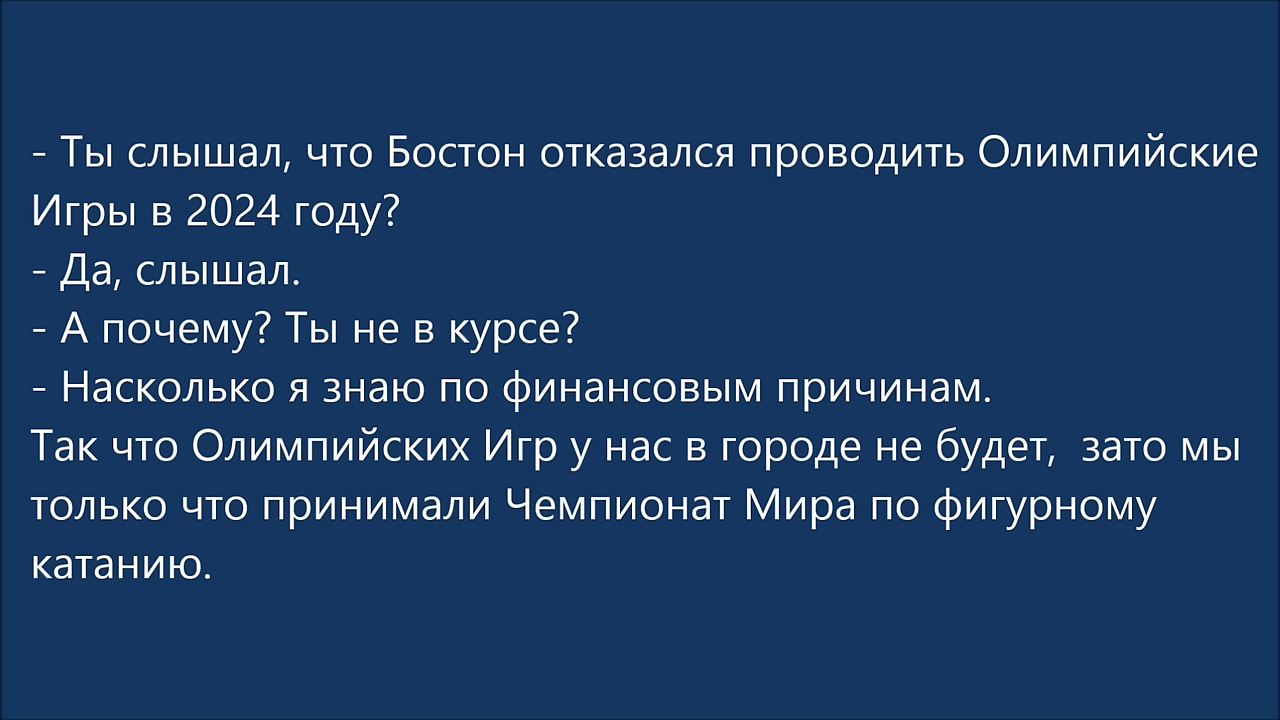 - Ты слышал, что Бостон отказался проводить Олимпийские
Игры в 2024 году?
- Да, слышал.
- А почему? Ты не в курсе?
- Насколько я знаю по финансовым причинам.
Так что Олимпийских Игр у нас в городе не будет,  зато мы
только что принимали Чемпионат Мира по фигурному
катанию.